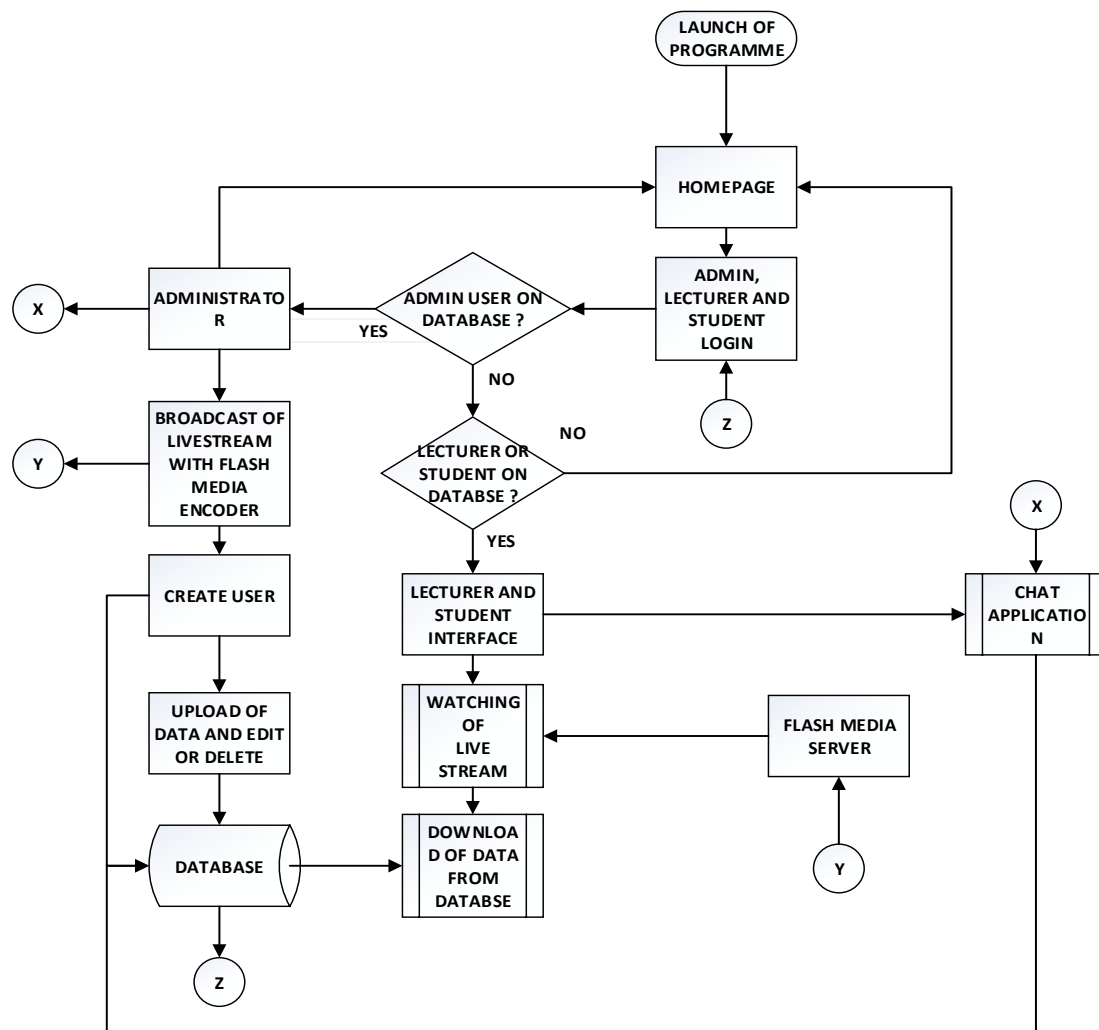 LAUNCH OF
PROGRAMME
HOMEPAGE
ADMIN,
LECTURER AND
STUDENT
LOGIN
Z
ADMIN USER ON
DATABASE ?
YES
NO
ADMINISTRATO
R
X
BROADCAST OF
LIVESTREAM
WITH FLASH
MEDIA
ENCODER
Y
LECTURER OR
STUDENT ON
DATABSE ?
NO
YES
CREATE USER
LECTURER AND
STUDENT
INTERFACE
X
CHAT
APPLICATIO
N
UPLOAD OF
DATA AND EDIT
OR DELETE
WATCHING
OF
LIVE
STREAM
FLASH MEDIA
SERVER
DATABASE
DOWNLOA
D OF DATA
FROM
DATABSE
Y
Z